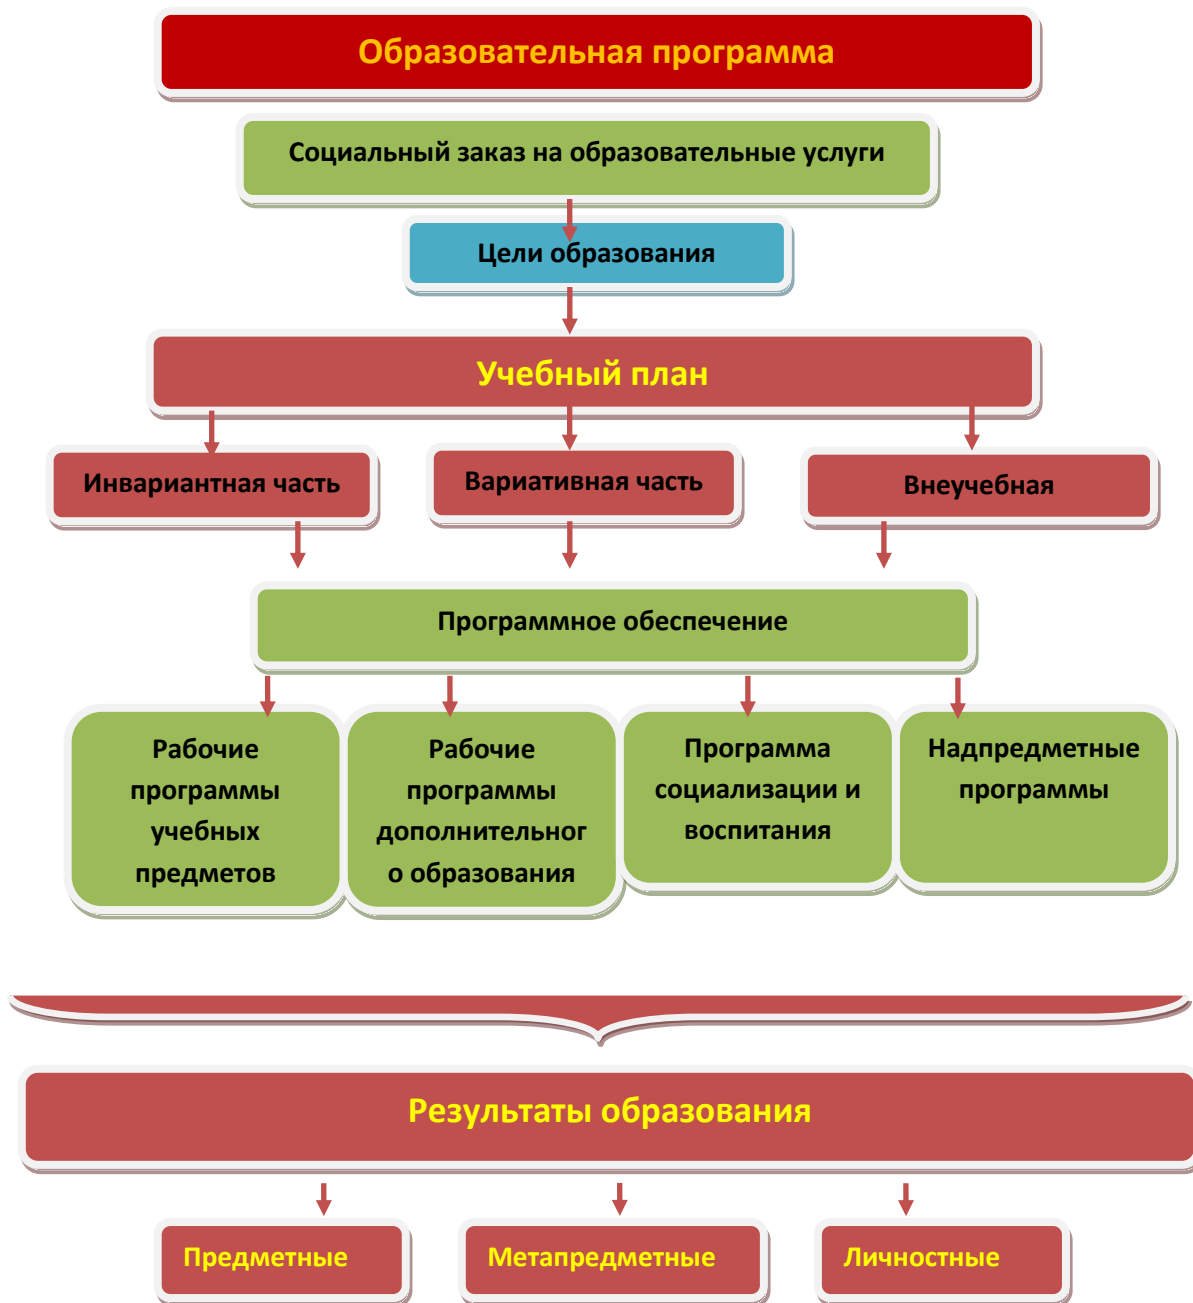 Образовательная программа
Социальный заказ на образовательные услуги
Цели образования
Учебный план
Инвариантная часть
Вариативная часть
Внеучебная
Программное обеспечение
Рабочие
программы
учебных
предметов
Рабочие
программы
дополнительног
о образования
Программа
социализации и
воспитания
Надпредметные
программы
Результаты образования
Предметные
Метапредметные
Личностные